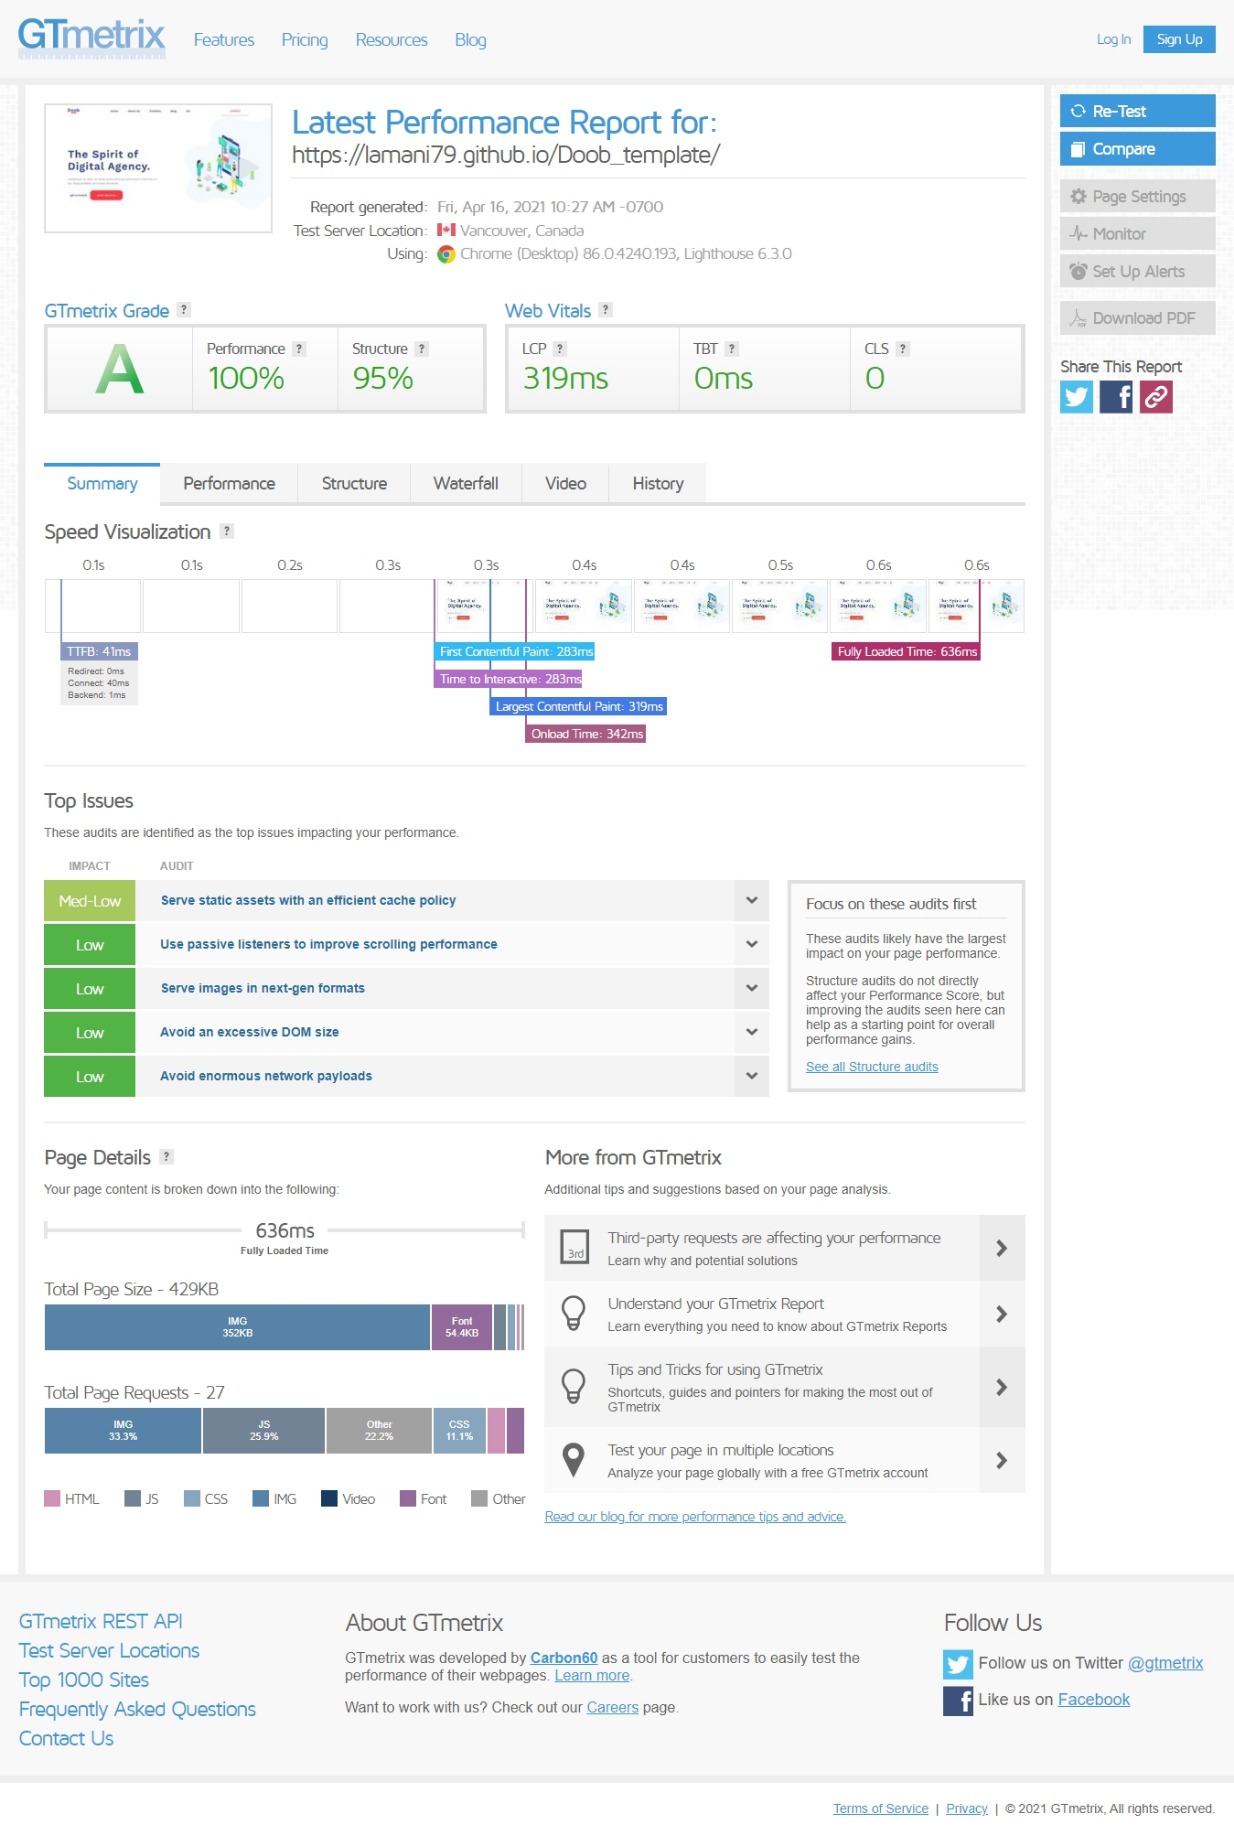 GTmetrix
Features Pricing Resources Blog
Log In Sign Up
The Spirit of
Digital Agency.
Latest Performance Report for:
https://lamani79.github.io/Doob_template/
Report generated: Fri, Apr 16, 2021 10:27 AM -0700
Test Server Location: Vancouver, Canada
Using: Chrome (Desktop) 86.0.4240.193, Lighthouse 6.3.0
Re-Test
Compare
Page Settings
Monitor
Set Up Alerts
Download PDF
Share This Report
GTmetrix Grade ?
A
Performance ?
100%
Structure ?
95%
Web Vitals ?
LCP ?
319ms
TBT ?
0ms
CLS ?
0
Summary Performance Structure Waterfall Video History
Speed Visualization ?
0.1s 0.1s 0.2s 0.3s 0.3s 0.4s 0.4s 0.5s 0.6s 0.6s
TTFB: 41ms
Redirect: 0ms
Connect: 40ms
Backend: 1ms
First Contentful Paint: 283ms
Time to Interactive: 283ms
Largest Contentful Paint: 319ms
Onload Time: 342ms
Fully Loaded Time: 636ms
Top Issues
These audits are identified as the top issues impacting your performance.
IMPACT AUDIT
Med-Low Serve static assets with an efficient cache policy
Low Use passive listeners to improve scrolling performance
Low Serve images in next-gen formats
Low Avoid an excessive DOM size
Low Avoid enormous network payloads
Focus on these audits first
These audits likely have the largest
impact on your page performance.
Structure audits do not directly
affect your Performance Score, but
improving the audits seen here can
help as a starting point for overall
performance gains.
See all Structure audits
Page Details ?
Your page content is broken down into the following:
636ms
Fully Loaded Time
Total Page Size - 429KB
IMG
352KB
Font
54.4KB
Total Page Requests - 27
IMG
33.3%
JS
25.9%
Other
22.2%
CSS
11.1%
HTML JS CSS IMG Video Font Other
More from GTmetrix
Additional tips and suggestions based on your page analysis.
3rd
Third-party requests are affecting your performance
Learn why and potential solutions
Understand your GTmetrix Report
Learn everything you need to know about GTmetrix Reports
Tips and Tricks for using GTmetrix
Shortcuts, guides and pointers for making the most out of
GTmetrix
Test your page in multiple locations
Analyze your page globally with a free GTmetrix account
Read our blog for more performance tips and advice.
GTmetrix REST API
Test Server Locations
Top 1000 Sites
Frequently Asked Questions
Contact Us
About GTmetrix
GTmetrix was developed by Carbon60 as a tool for customers to easily test the
performance of their webpages. Learn more.
Want to work with us? Check out our Careers page.
Follow Us
Follow us on Twitter @gtmetrix
Like us on Facebook
Terms of Service | Privacy | © 2021 GTmetrix, All rights reserved.